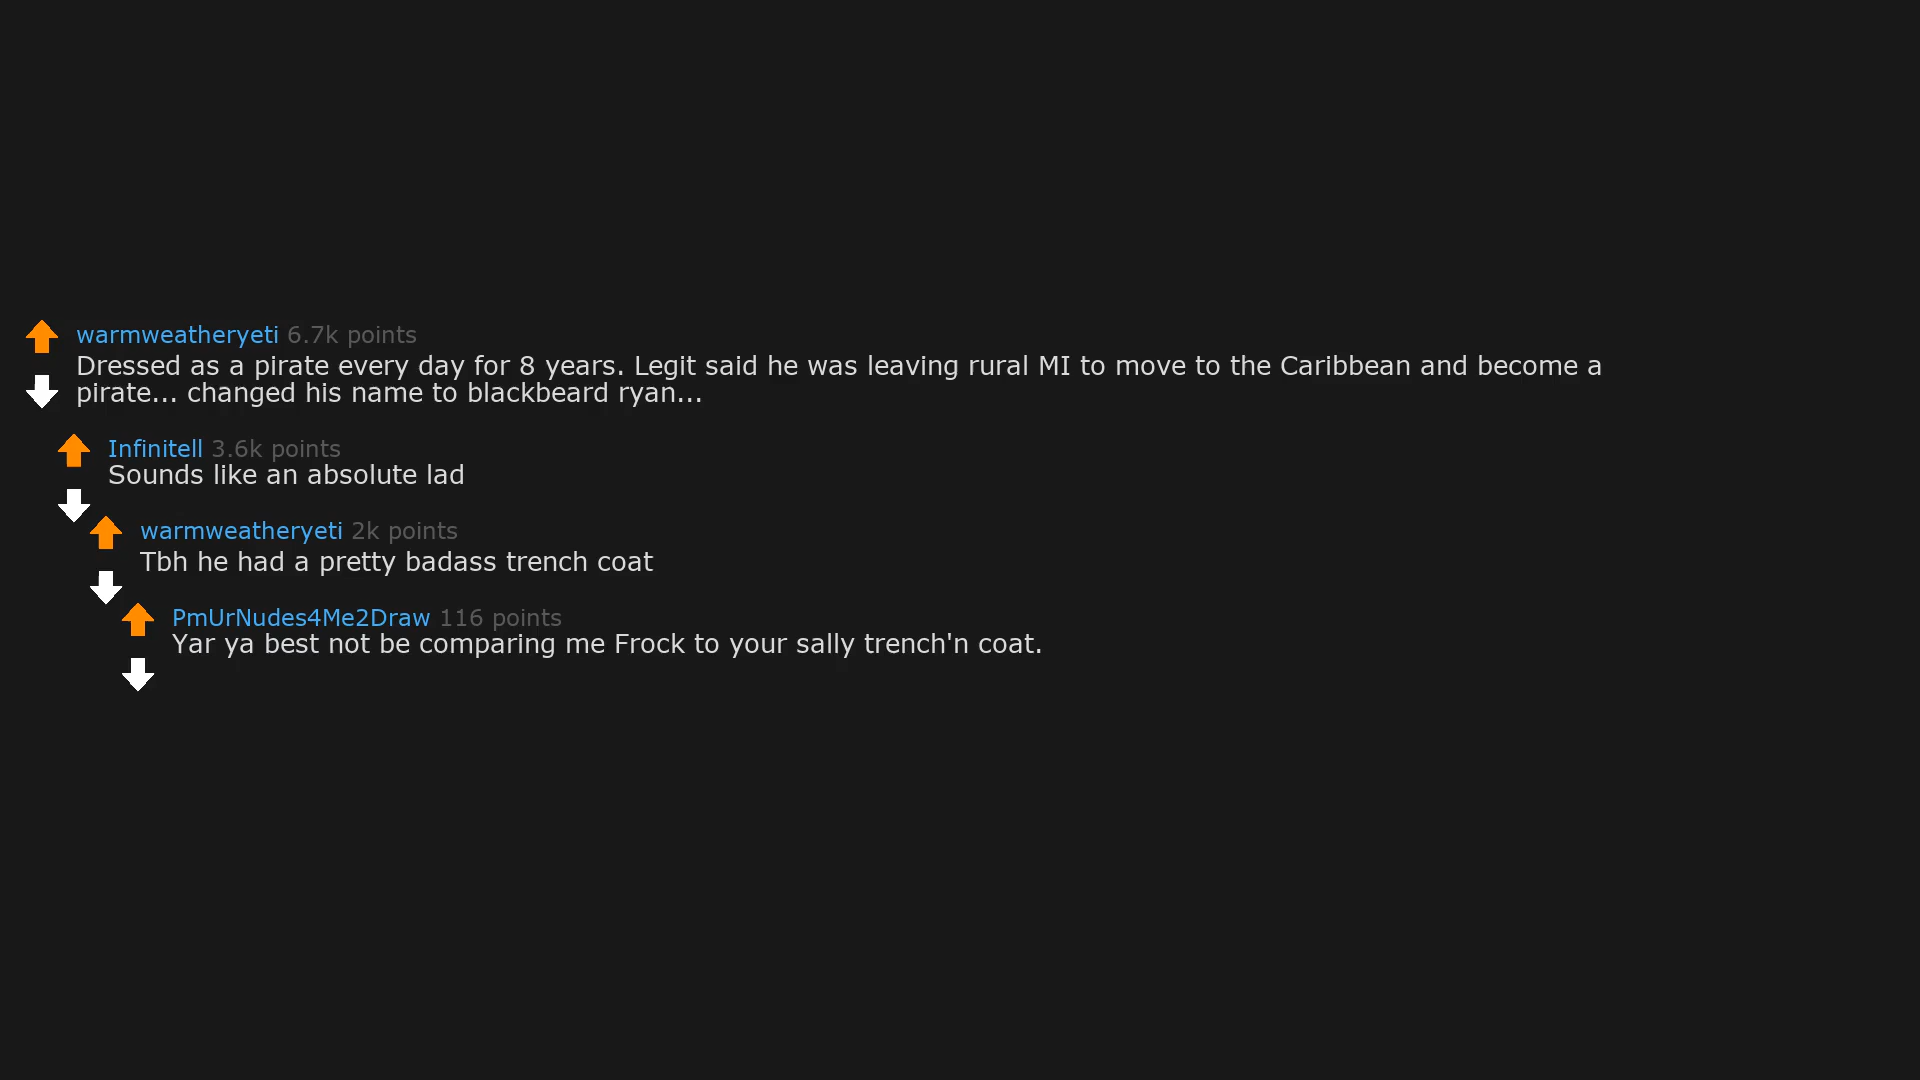 warmweatheryeti 6.7k points
Dressed as a pirate every day for 8 years. Legit said he was leaving rural MI to move to the Caribbean and become a
pirate... changed his name to blackbeard ryan...
Infinitell 3.6k points
Sounds like an absolute lad
warmweatheryeti 2k points
Tbh he had a pretty badass trench coat
PmUrNudes4Me2Draw 116 points
Yar ya best not be comparing me Frock to your sally trench'n coat.